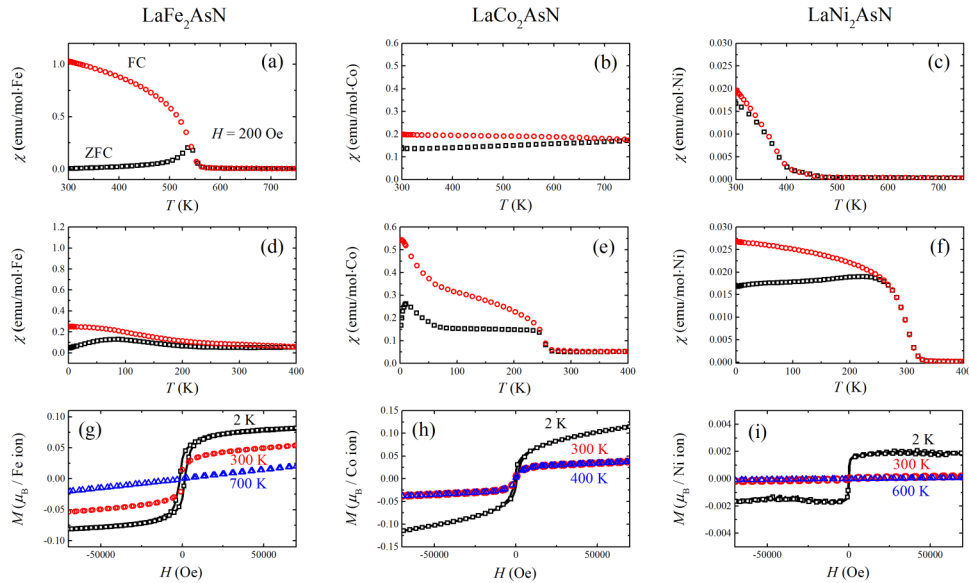 LaFe₂AsN LaCo₂AsN LaNi₂AsN
(a)
FC
ZFC
H = 200 Oe
χ (emu/mol·Fe)
1.0
0.5
0.0
300 400 500 600 700
T (K)
(b)
χ (emu/mol·Co)
0.6
0.5
0.4
0.3
0.2
0.1
0.0
300 400 500 600 700
T (K)
(c)
χ (emu/mol·Ni)
0.030
0.025
0.020
0.015
0.010
0.005
0.000
300 400 500 600 700
T (K)
(d)
χ (emu/mol·Fe)
1.2
1.0
0.8
0.6
0.4
0.2
0.0
0 100 200 300 400
T (K)
(e)
χ (emu/mol·Co)
0.6
0.5
0.4
0.3
0.2
0.1
0.0
0 100 200 300 400
T (K)
(f)
χ (emu/mol·Ni)
0.030
0.025
0.020
0.015
0.010
0.005
0.000
0 100 200 300 400
T (K)
(g)
2 K
300 K
700 K
M (μB / Fe ion)
0.10
0.05
0.00
-0.05
-0.10
-50000 0 50000
H (Oe)
(h)
2 K
300 K
400 K
M (μB / Co ion)
0.15
0.10
0.05
0.00
-0.05
-0.10
-0.15
-50000 0 50000
H (Oe)
(i)
2 K
300 K
600 K
M (μB / Ni ion)
0.004
0.002
0.000
-0.002
-0.004
-50000 0 50000
H (Oe)